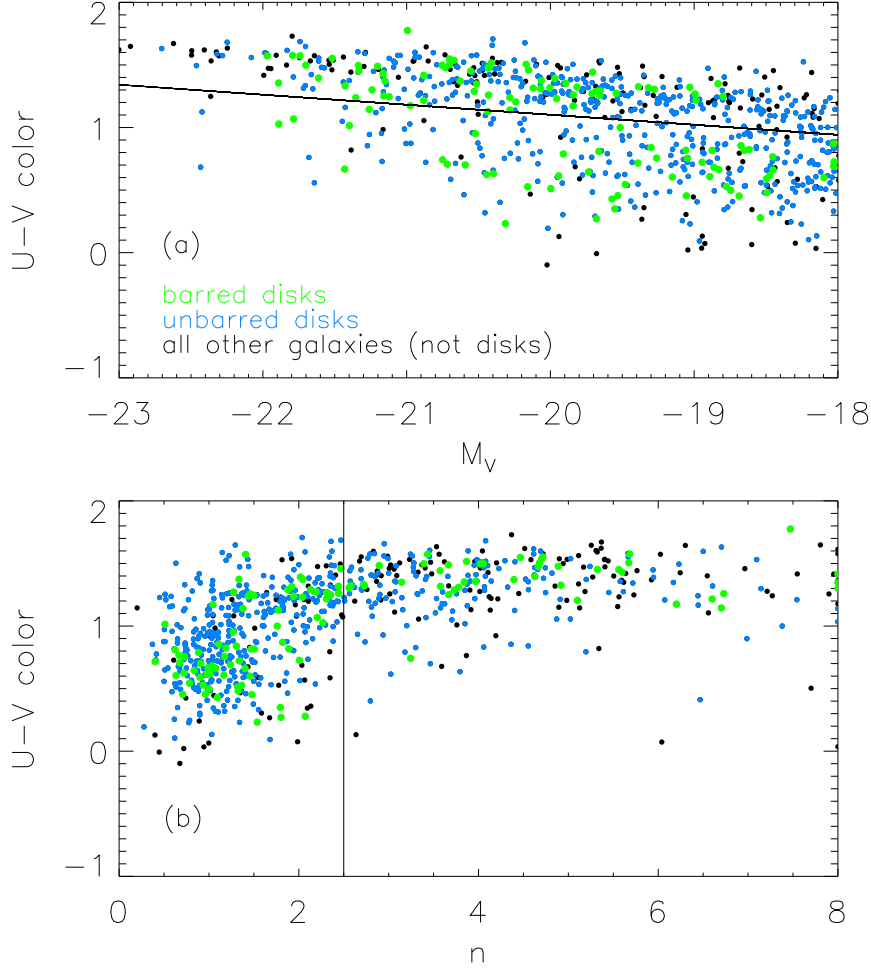 2
1
0
−1
U−V color
(a)
barred disks
unbarred disks
all other galaxies (not disks)
−23 −22 −21 −20 −19 −18
M_V
2
1
0
−1
U−V color
(b)
0 2 4 6 8
n